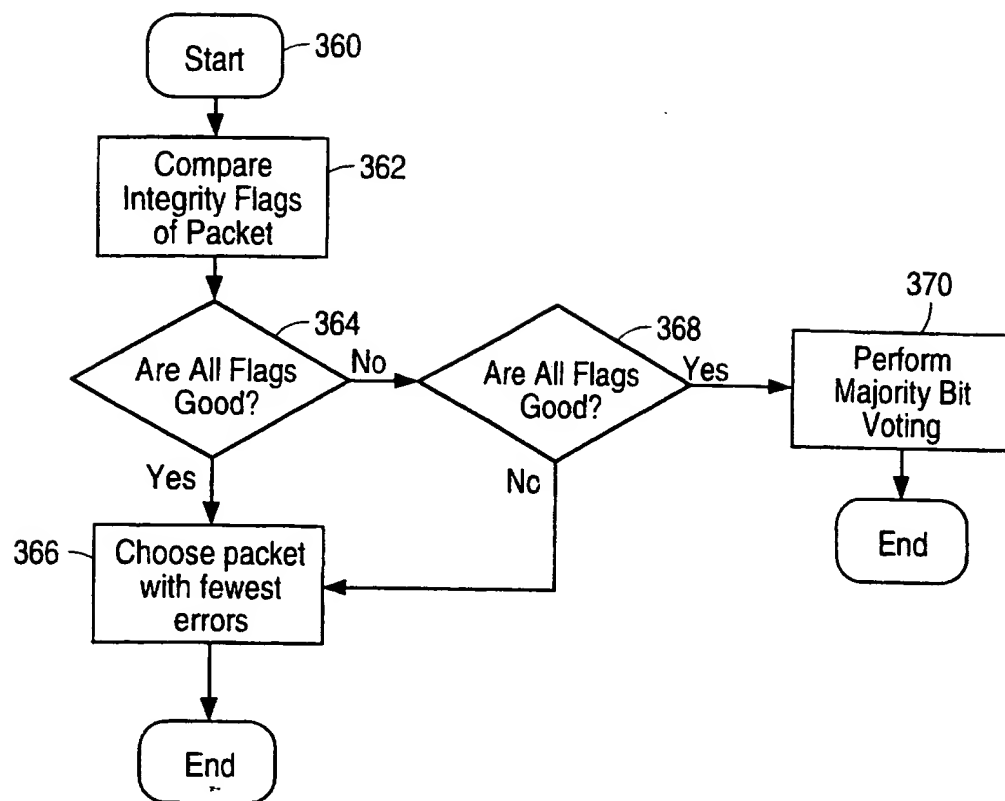 Start
360
Compare
Integrity Flags
of Packet
362
Are All Flags
Good?
364
No
Yes
Are All Flags
Good?
368
Yes
Nc
370
Perform
Majority Bit
Voting
End
366
Choose packet
with fewest
errors
End